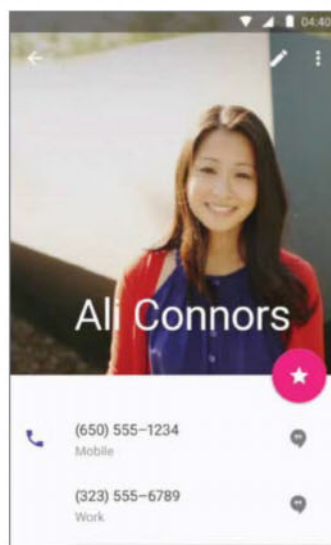 04:40
Ali Connors
(650) 555–1234
Mobile
(323) 555–6789
Work